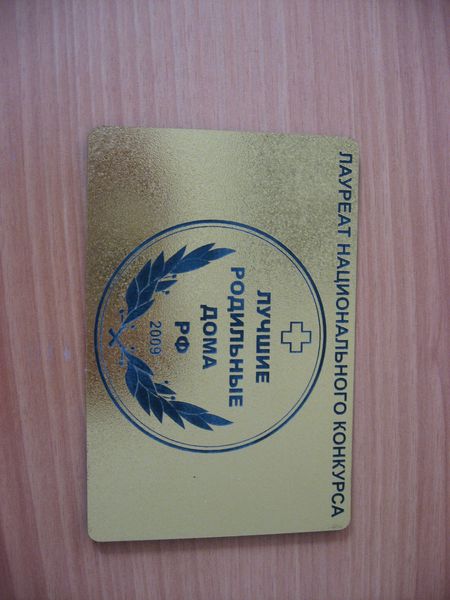 ЛАУРЕАТ НАЦИОНАЛЬНОГО КОНКУРСА
ЛУЧШИЕ
РОДИЛЬНЫЕ
ДОМА
РФ
2009